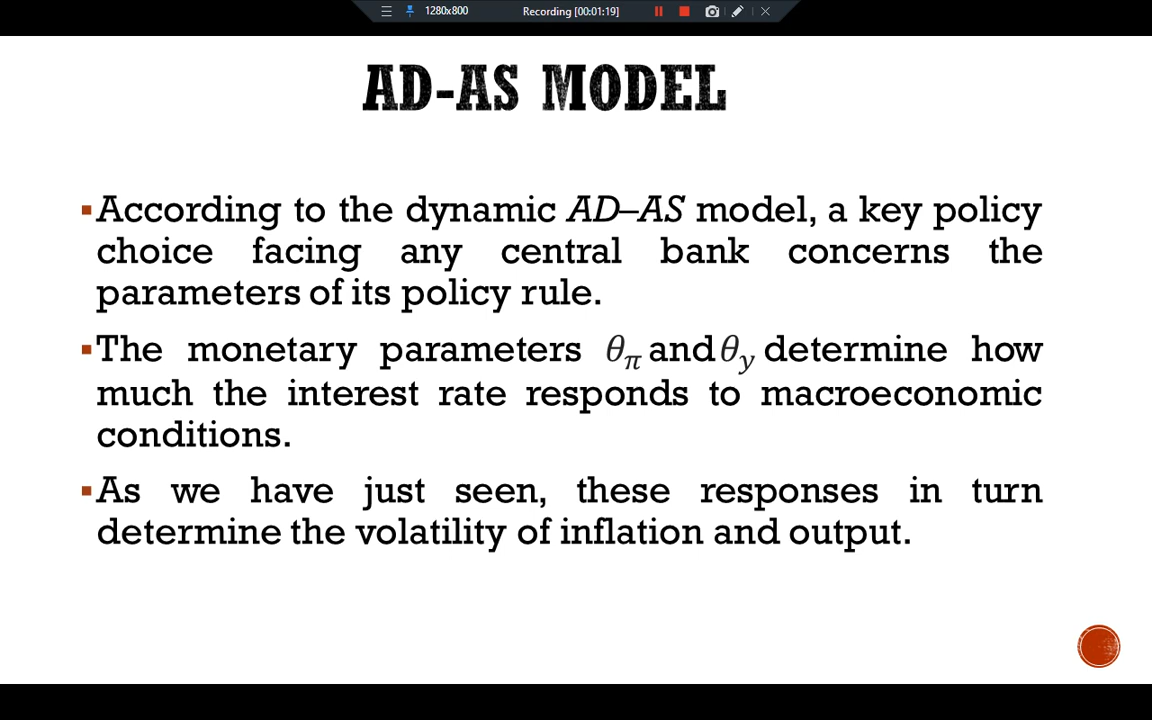 1280x800
Recording [00:01:19]
AD-AS MODEL
▪According to the dynamic AD–AS model, a key policy
choice facing any central bank concerns the
parameters of its policy rule.
▪The monetary parameters θπ and θy determine how
much the interest rate responds to macroeconomic
conditions.
▪As we have just seen, these responses in turn
determine the volatility of inflation and output.